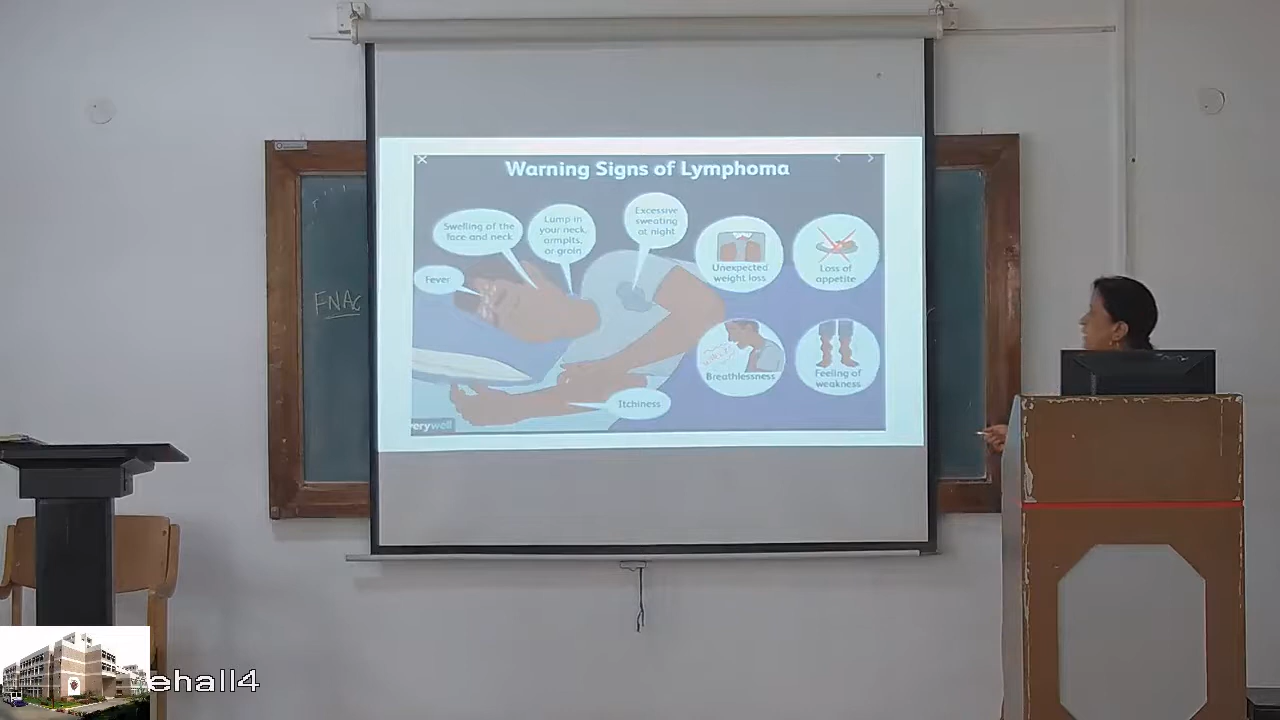 Warning Signs of Lymphoma
Swelling of the
face and neck
Lump in
your neck,
armpits,
or groin
Excessive
sweating
at night
Fever
Unexpected
weight loss
Loss of
appetite
FNAC
Breathlessness
Feeling of
weakness
Itchiness
verywell
ehall4